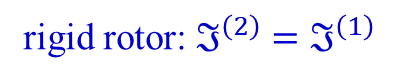 rigid rotor: ℑ⁽²⁾ = ℑ⁽¹⁾